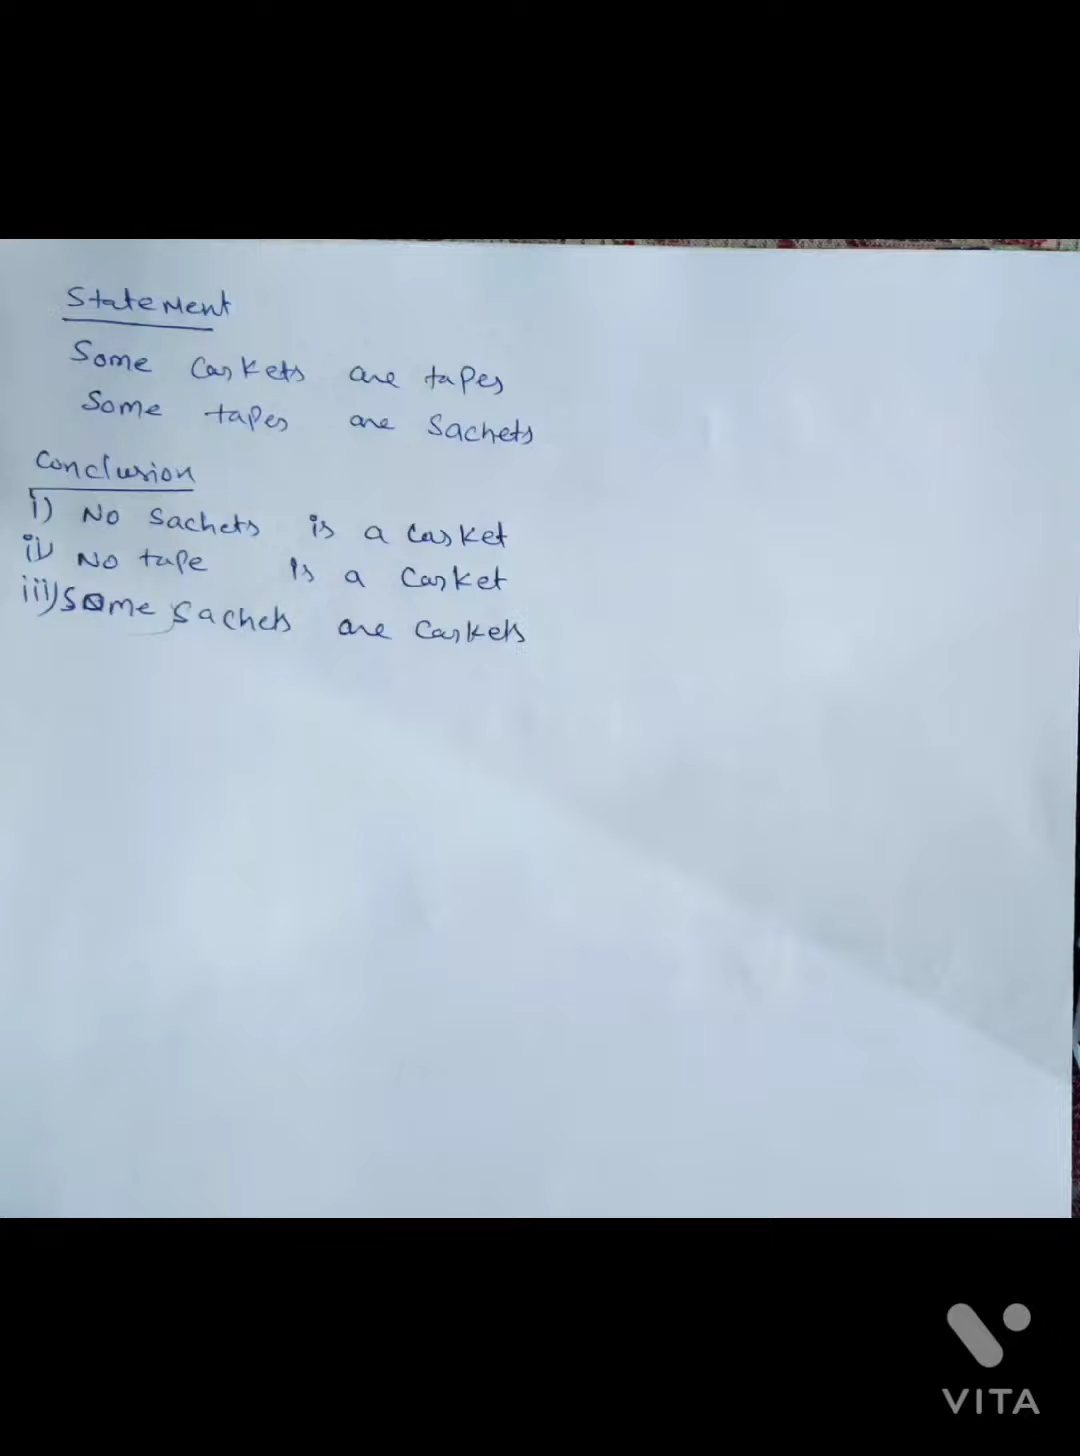 Statement
Some Caskets are tapes
Some tapes are Sachets
Conclusion
i) No Sachets is a Casket
ii) No tape is a Casket
iii) Some Sachets are Caskets
VITA